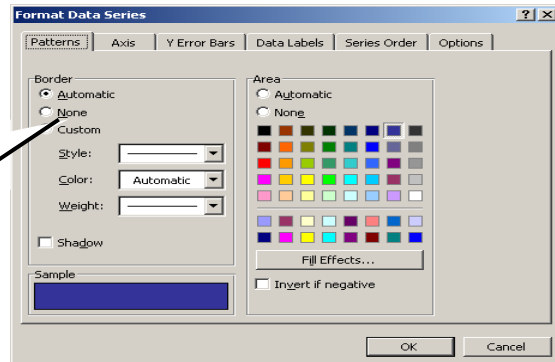 Format Data Series
Patterns Axis Y Error Bars Data Labels Series Order Options
Border
Automatic
None
Custom
Style:
Color: Automatic
Weight:
Shadow
Sample
Area
Automatic
None
Fill Effects...
Invert if negative
OK Cancel